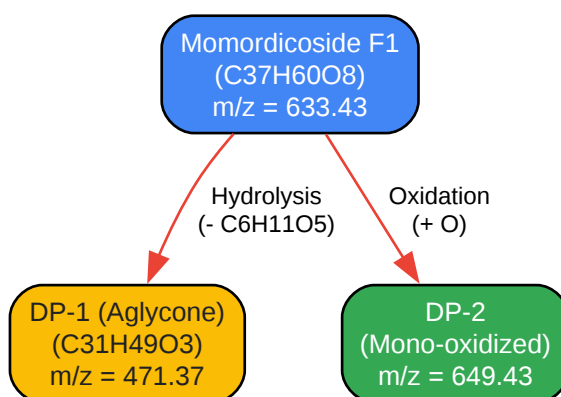 Momordicoside F1
(C37H60O8)
m/z = 633.43
Hydrolysis
(- C6H11O5)
Oxidation
(+ O)
DP-1 (Aglycone)
(C31H49O3)
m/z = 471.37
DP-2
(Mono-oxidized)
m/z = 649.43